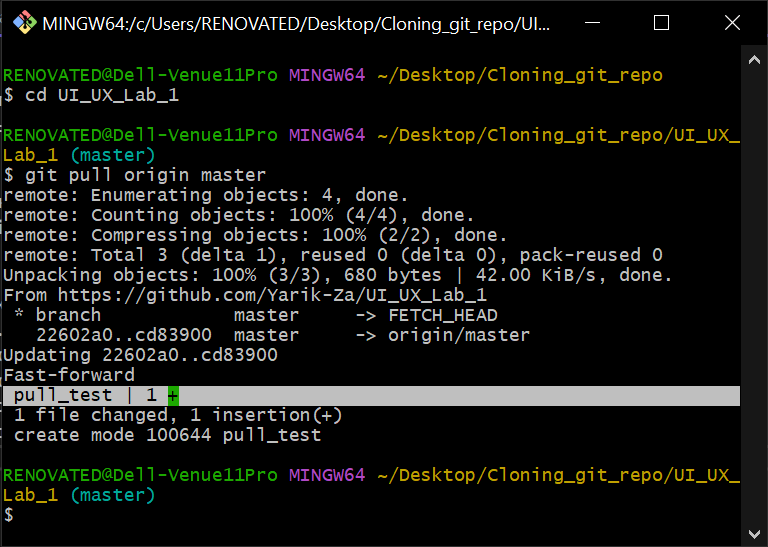 MINGW64:/c/Users/RENOVATED/Desktop/Cloning_git_repo/UI...
RENOVATED@Dell-Venue11Pro MINGW64 ~/Desktop/Cloning_git_repo
$ cd UI_UX_Lab_1
RENOVATED@Dell-Venue11Pro MINGW64 ~/Desktop/Cloning_git_repo/UI_UX_
Lab_1 (master)
$ git pull origin master
remote: Enumerating objects: 4, done.
remote: Counting objects: 100% (4/4), done.
remote: Compressing objects: 100% (2/2), done.
remote: Total 3 (delta 1), reused 0 (delta 0), pack-reused 0
Unpacking objects: 100% (3/3), 680 bytes | 42.00 KiB/s, done.
From https://github.com/Yarik-Za/UI_UX_Lab_1
 * branch            master     -> FETCH_HEAD
   22602a0..cd83900  master     -> origin/master
Updating 22602a0..cd83900
Fast-forward
 pull_test | 1 +
 1 file changed, 1 insertion(+)
 create mode 100644 pull_test
RENOVATED@Dell-Venue11Pro MINGW64 ~/Desktop/Cloning_git_repo/UI_UX_
Lab_1 (master)
$